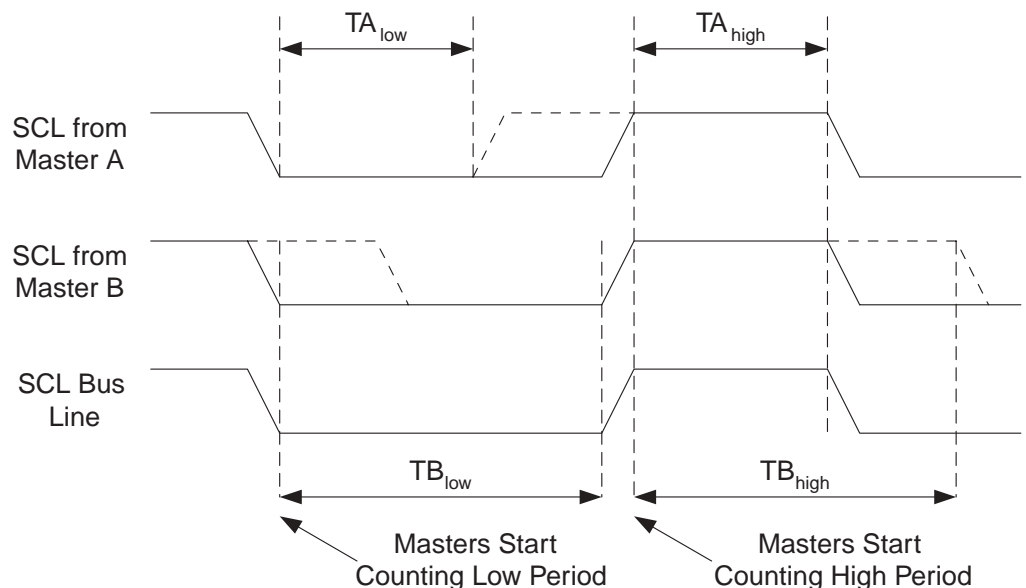 TA low
TA high
SCL from
Master A
SCL from
Master B
SCL Bus
Line
TB low
TB high
Masters Start
Counting Low Period
Masters Start
Counting High Period